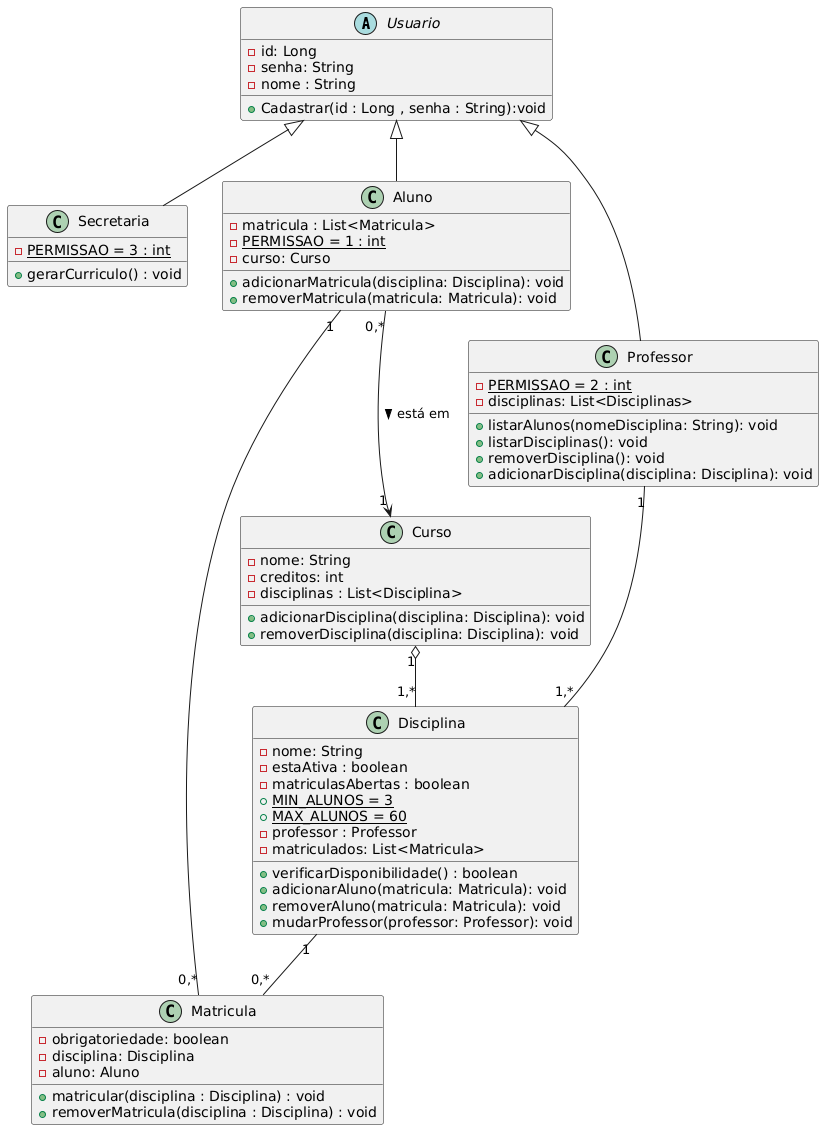 A Usuario
id: Long
senha: String
nome : String
Cadastrar(id : Long , senha : String):void
C Secretaria
PERMISSAO = 3 : int
gerarCurriculo() : void
C Aluno
matricula : List<Matricula>
PERMISSAO = 1 : int
curso: Curso
adicionarMatricula(disciplina: Disciplina): void
removerMatricula(matricula: Matricula): void
1
0,*
C Professor
PERMISSAO = 2 : int
disciplinas: List<Disciplinas>
listarAlunos(nomeDisciplina: String): void
listarDisciplinas(): void
removerDisciplina(): void
adicionarDisciplina(disciplina: Disciplina): void
está em
1
1
C Curso
nome: String
creditos: int
disciplinas : List<Disciplina>
adicionarDisciplina(disciplina: Disciplina): void
removerDisciplina(disciplina: Disciplina): void
1
1,*
1,*
C Disciplina
nome: String
estaAtiva : boolean
matriculasAbertas : boolean
MIN_ALUNOS = 3
MAX_ALUNOS = 60
professor : Professor
matriculados: List<Matricula>
verificarDisponibilidade() : boolean
adicionarAluno(matricula: Matricula): void
removerAluno(matricula: Matricula): void
mudarProfessor(professor: Professor): void
1
0,*
0,*
C Matricula
obrigatoriedade: boolean
disciplina: Disciplina
aluno: Aluno
matricular(disciplina : Disciplina) : void
removerMatricula(disciplina : Disciplina) : void